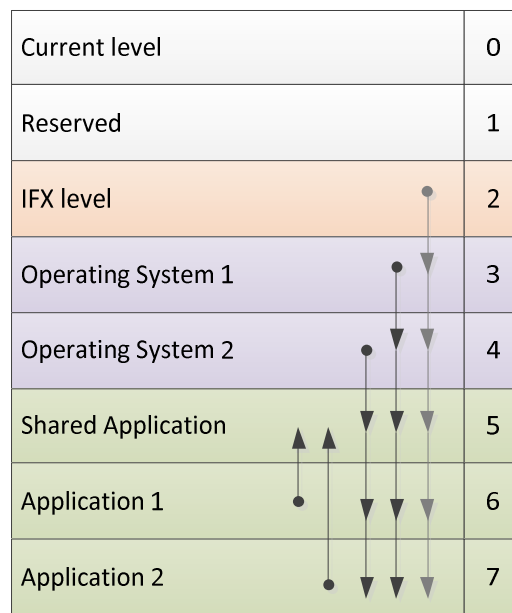 Current level 0
Reserved 1
IFX level 2
Operating System 1 3
Operating System 2 4
Shared Application 5
Application 1 6
Application 2 7